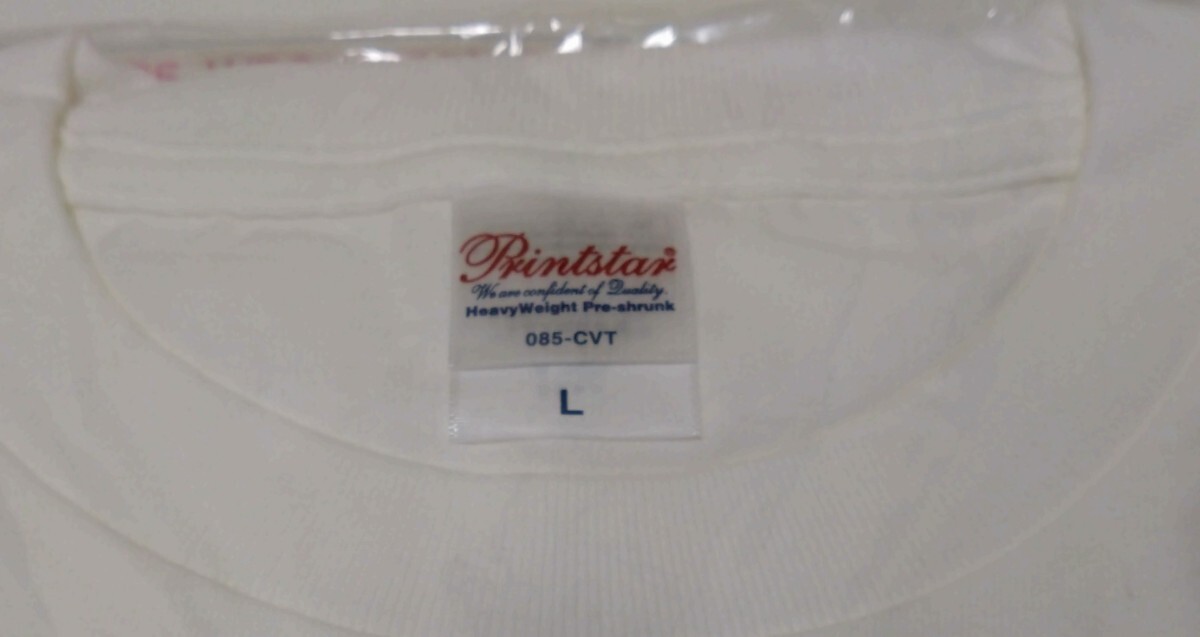 Printstar®
We are confident of Quality.
HeavyWeight Pre-shrunk
085-CVT
L